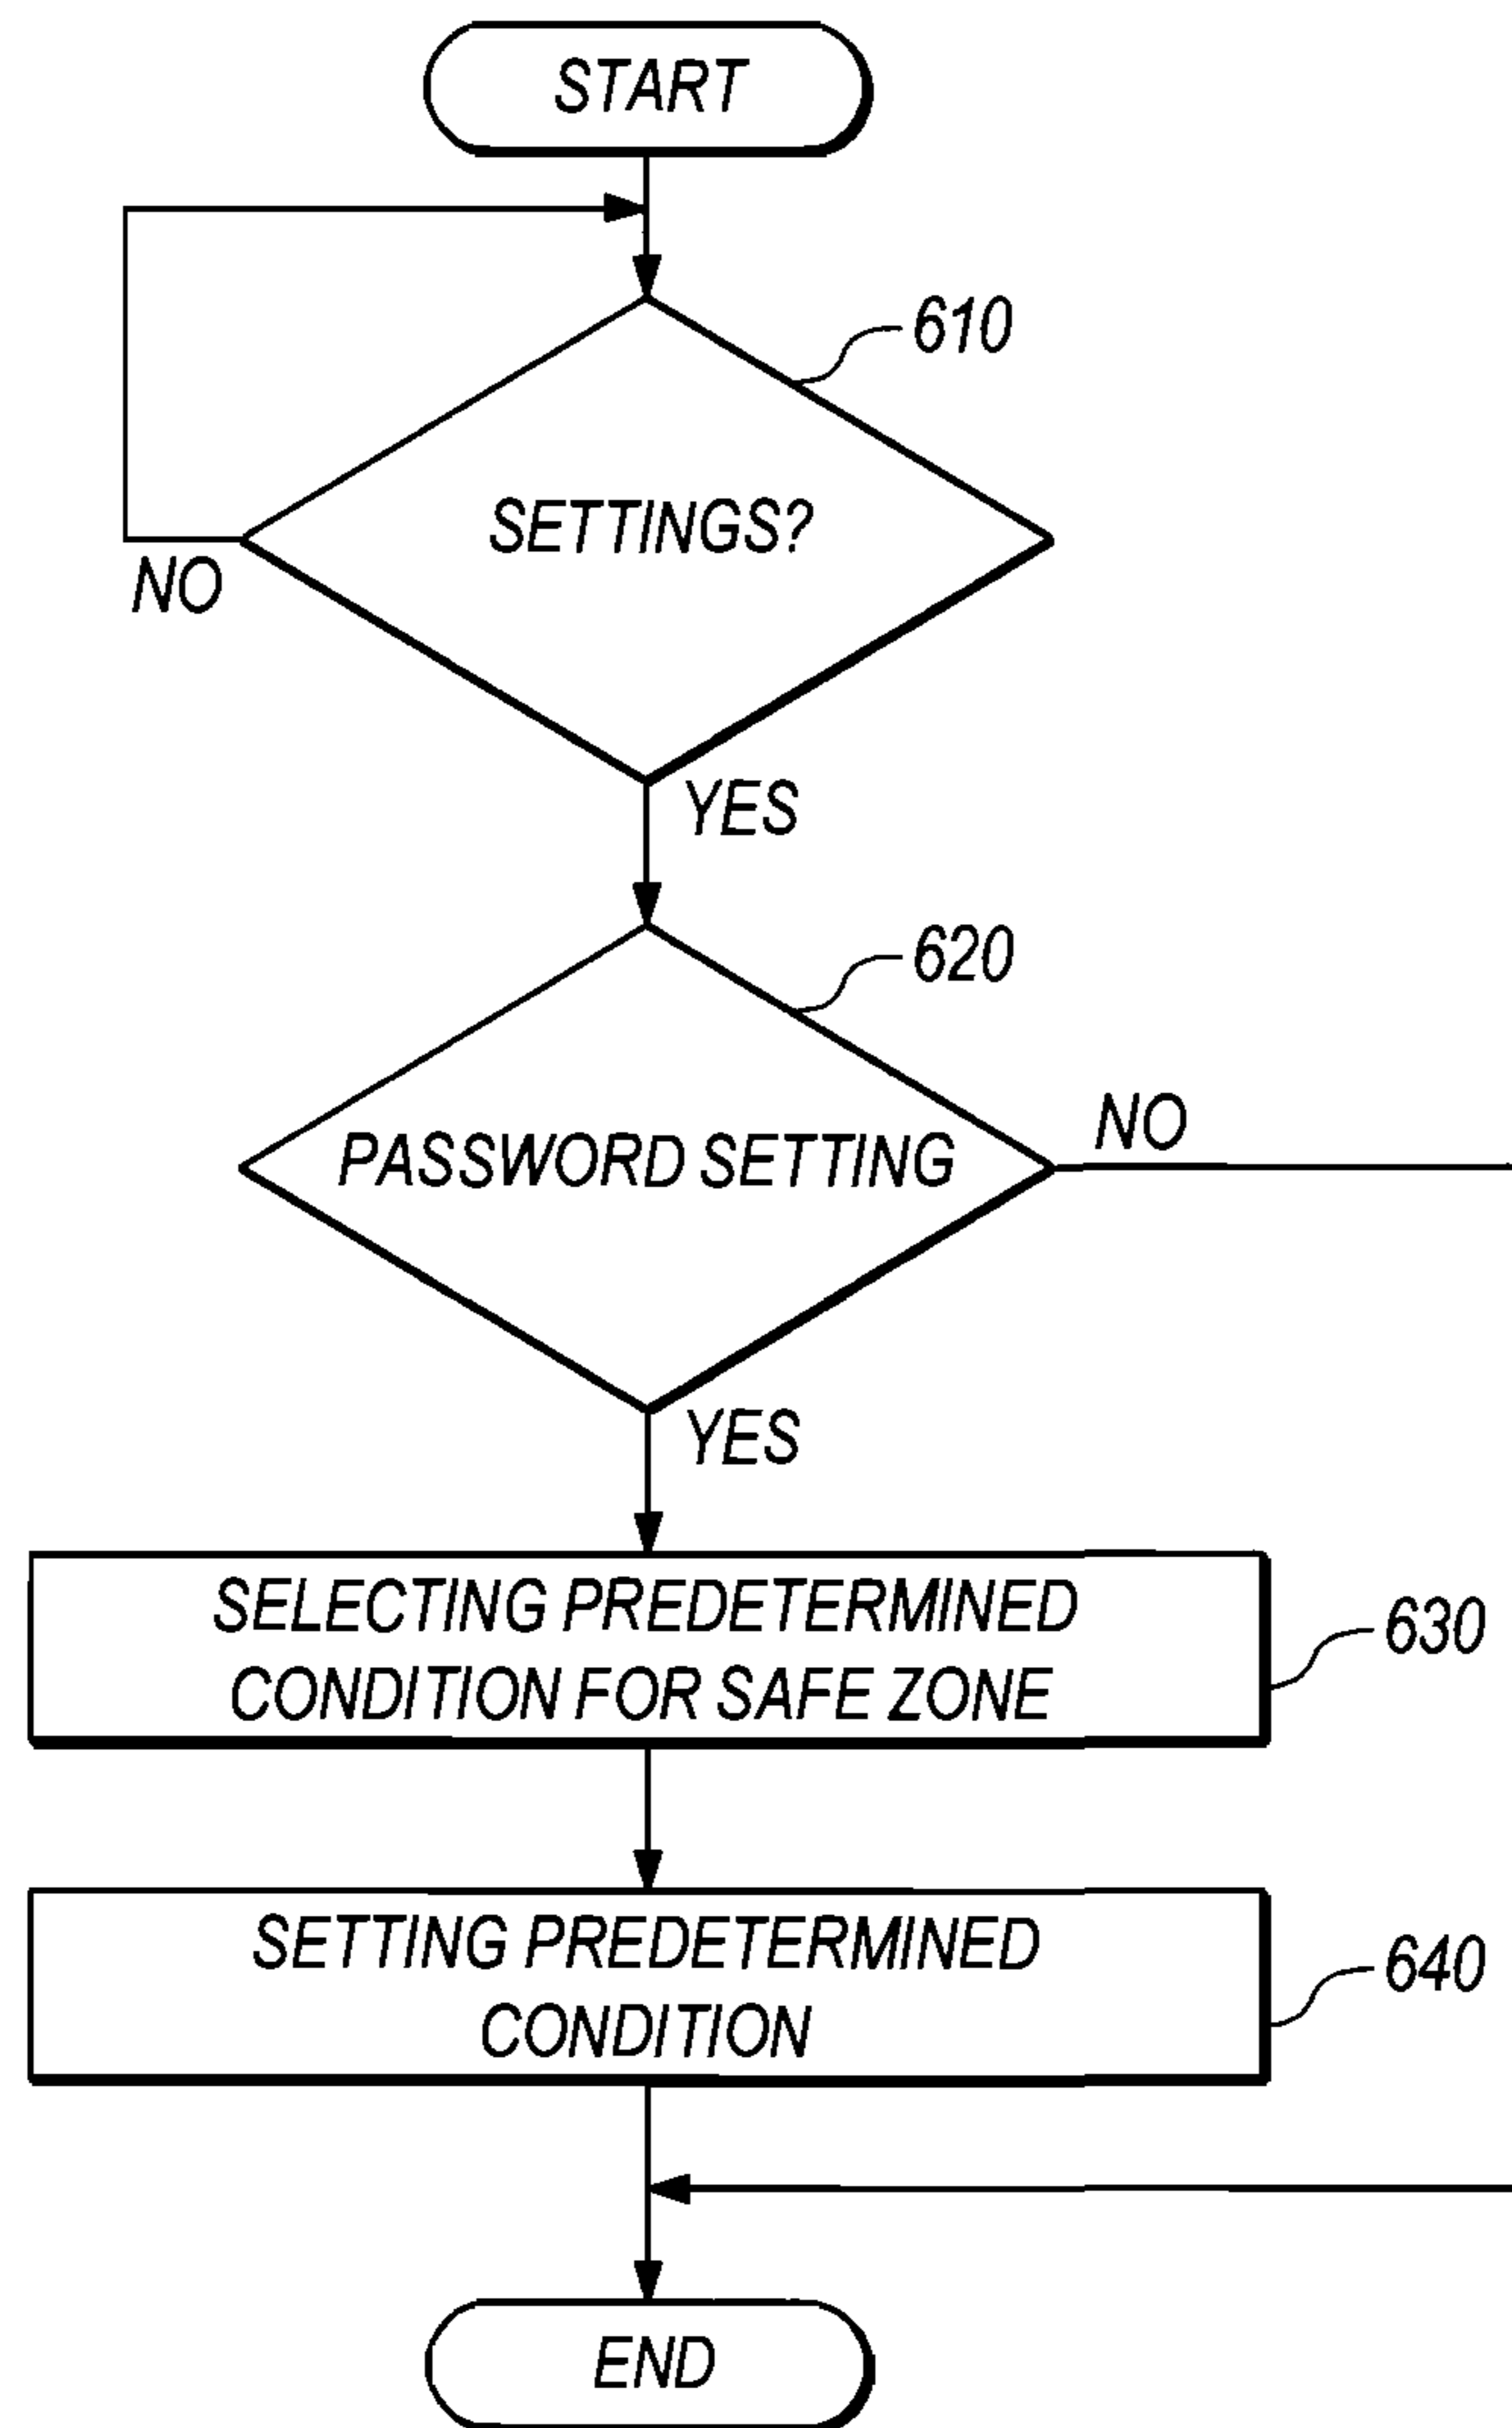 START
610
SETTINGS?
NO
YES
620
PASSWORD SETTING
NO
YES
SELECTING PREDETERMINED
CONDITION FOR SAFE ZONE
630
SETTING PREDETERMINED
CONDITION
640
END